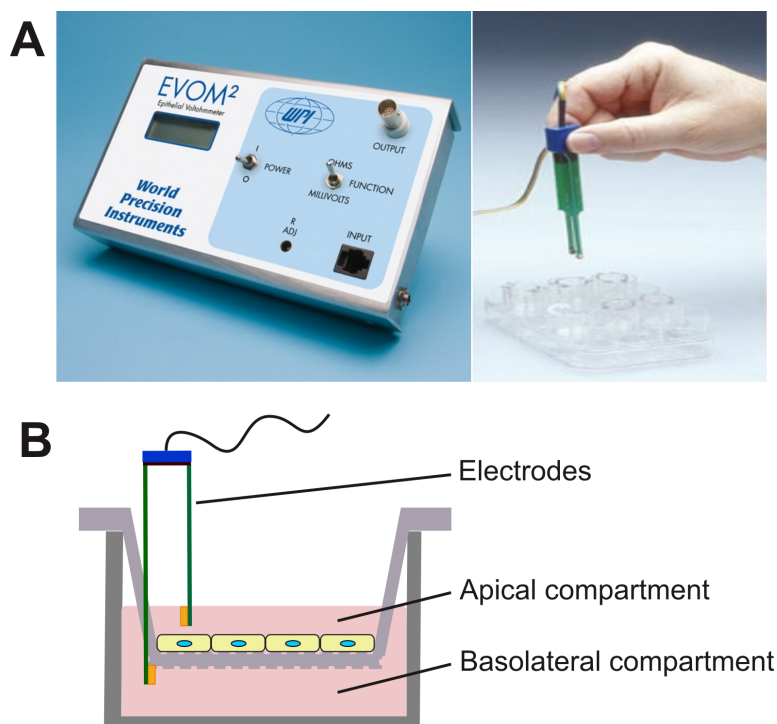 A
EVOM²
Epithelial Voltohmmeter
WPI
OUTPUT
I
POWER
O
OHMS
FUNCTION
MILLIVOLTS
World
Precision
Instruments
R
ADJ
INPUT
B
Electrodes
Apical compartment
Basolateral compartment